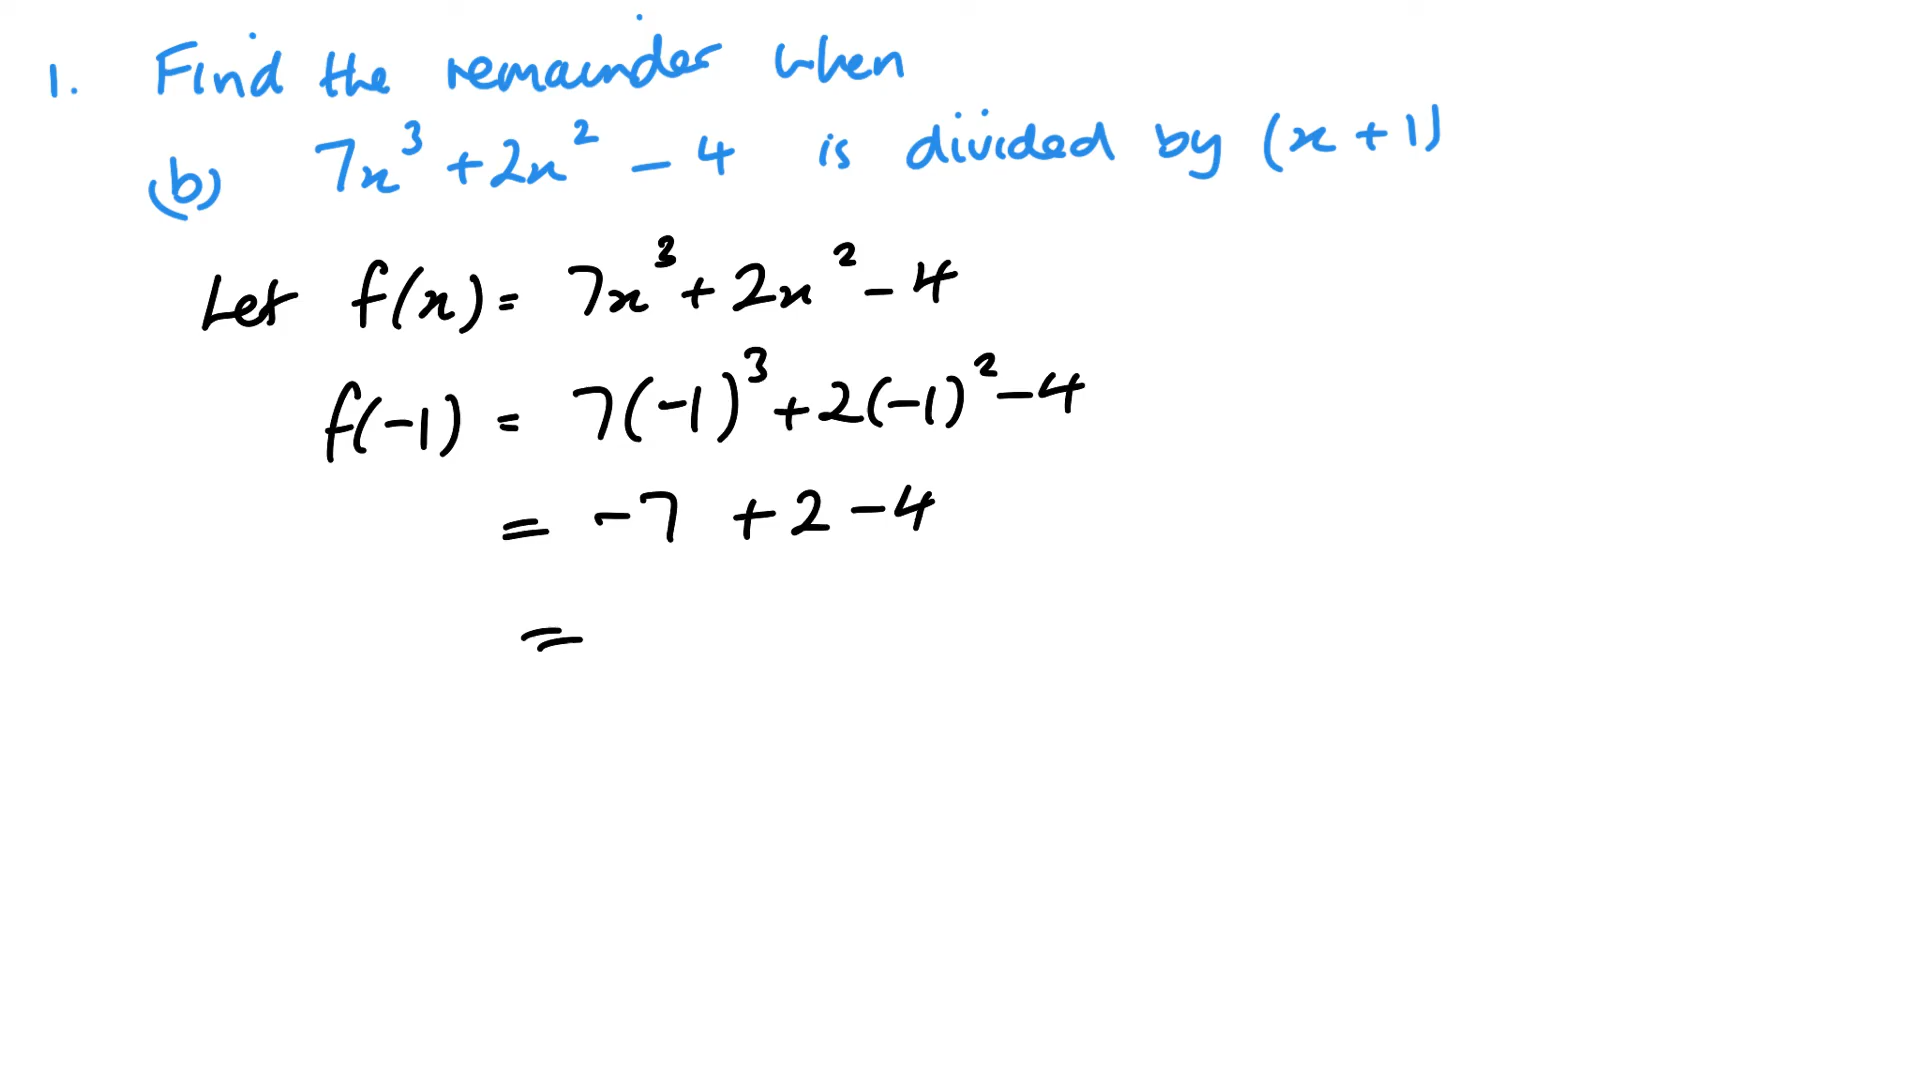 1. Find the remainder when
(b) 7x³ + 2x² - 4 is divided by (x + 1)
Let f(x) = 7x³ + 2x² - 4
f(-1) = 7(-1)³ + 2(-1)² - 4
= -7 + 2 - 4
=